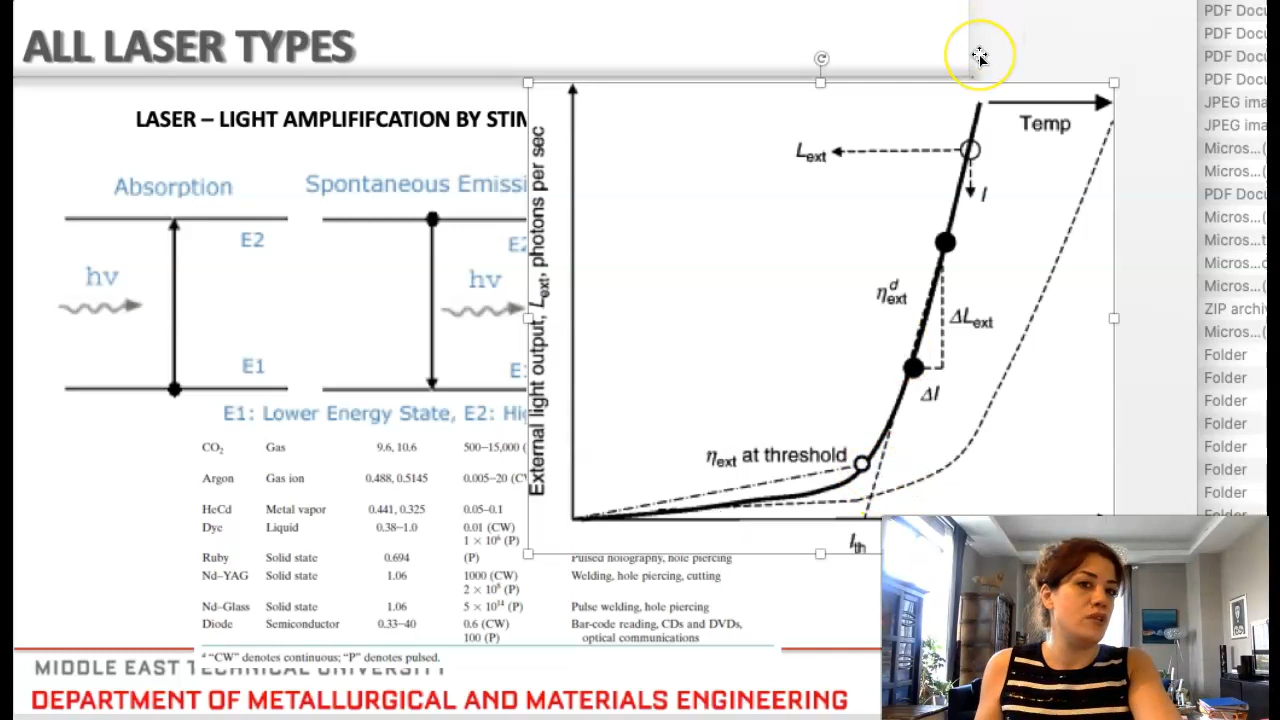 ALL LASER TYPES
LASER – LIGHT AMPLIFIFCATION BY STIM
Absorption
Spontaneous Emissi
E2
hν
E1
E2
hν
E1
E1: Lower Energy State, E2: Hig
CO2 Gas 9.6, 10.6 500–15,000 (
Argon Gas ion 0.488, 0.5145 0.005–20 (CW
HeCd Metal vapor 0.441, 0.325 0.05–0.1
Dye Liquid 0.38–1.0 0.01 (CW)
1 × 10⁶ (P)
Ruby Solid state 0.694 (P) Pulsed holography, hole piercing
Nd–YAG Solid state 1.06 1000 (CW) Welding, hole piercing, cutting
2 × 10⁸ (P)
Nd–Glass Solid state 1.06 5 × 10¹⁴ (P) Pulse welding, hole piercing
Diode Semiconductor 0.33–40 0.6 (CW) Bar-code reading, CDs and DVDs,
100 (P) optical communications
ᵃ “CW” denotes continuous; “P” denotes pulsed.
MIDDLE EAST TECHNICAL UNIVERSITY
DEPARTMENT OF METALLURGICAL AND MATERIALS ENGINEERING
External light output, Lext, photons per sec
Temp
Lext
I
ηdext
ΔLext
ΔI
ηext at threshold
Ith
PDF Docu
PDF Docu
PDF Docu
PDF Docu
JPEG ima
JPEG ima
Micros...(
Micros...(
PDF Docu
Micros...(
Micros...t
Micros...c
Micros...(
ZIP archi
Micros...(
Folder
Folder
Folder
Folder
Folder
Folder
Folder
Folder